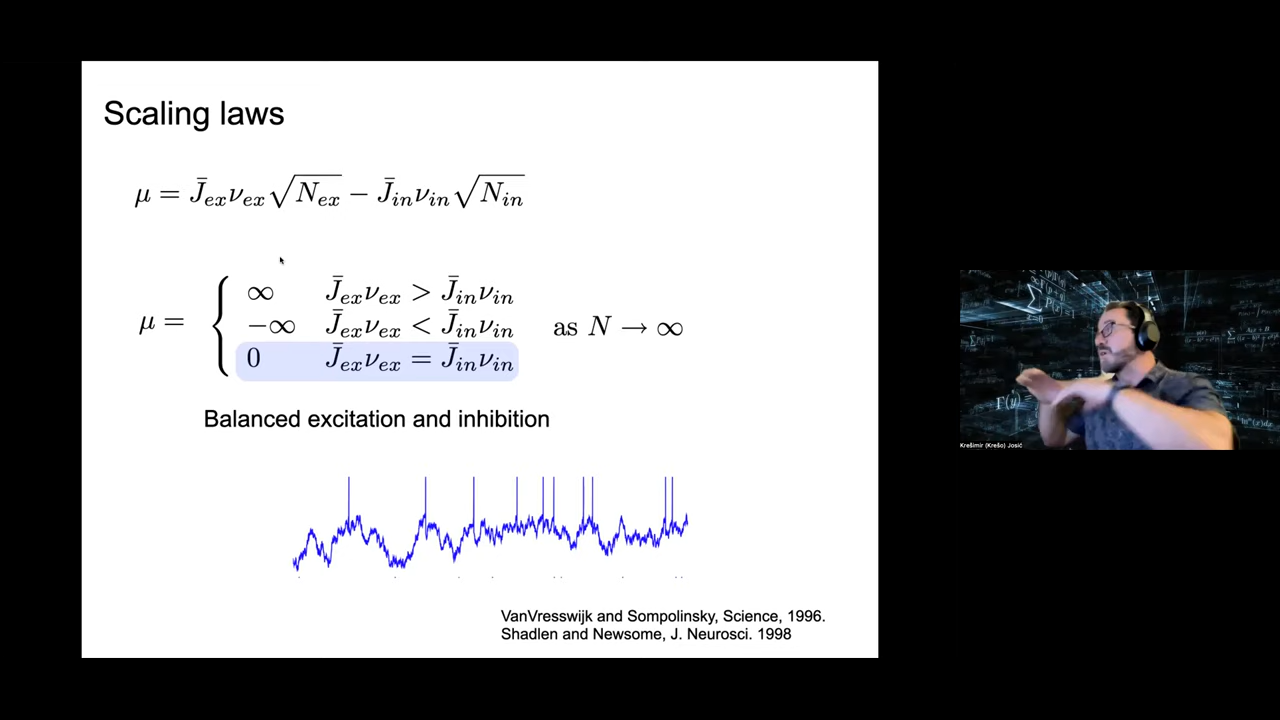 Scaling laws
μ = J̄_ex ν_ex √N_ex − J̄_in ν_in √N_in
μ = { ∞ J̄_ex ν_ex > J̄_in ν_in
−∞ J̄_ex ν_ex < J̄_in ν_in as N → ∞
0 J̄_ex ν_ex = J̄_in ν_in
Balanced excitation and inhibition
VanVresswijk and Sompolinsky, Science, 1996.
Shadlen and Newsome, J. Neurosci. 1998
Krešimir (Krešo) Josić